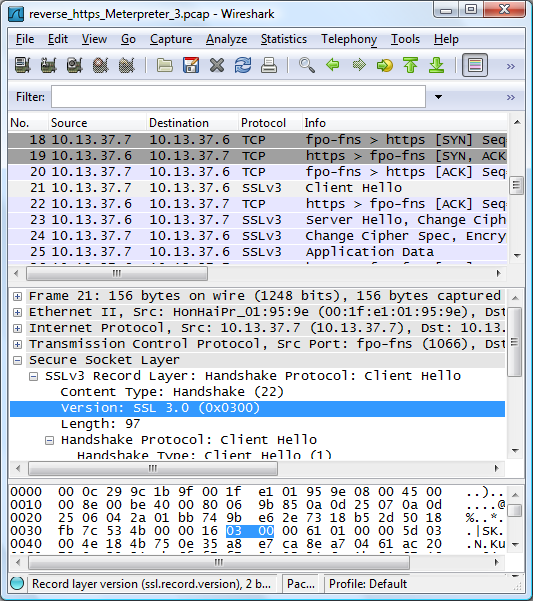 reverse_https_Meterpreter_3.pcap - Wireshark
File Edit View Go Capture Analyze Statistics Telephony Tools Help
Filter:
No. Source Destination Protocol Info
18 10.13.37.7 10.13.37.6 TCP fpo-fns > https [SYN] Seq
19 10.13.37.6 10.13.37.7 TCP https > fpo-fns [SYN, ACK
20 10.13.37.7 10.13.37.6 TCP fpo-fns > https [ACK] Seq
21 10.13.37.7 10.13.37.6 SSLv3 Client Hello
22 10.13.37.6 10.13.37.7 TCP https > fpo-fns [ACK] Seq
23 10.13.37.6 10.13.37.7 SSLv3 Server Hello, Change Ciph
24 10.13.37.7 10.13.37.6 SSLv3 Change Cipher Spec, Encry
25 10.13.37.7 10.13.37.6 SSLv3 Application Data
Frame 21: 156 bytes on wire (1248 bits), 156 bytes captured
Ethernet II, Src: HonHaiPr_01:95:9e (00:1f:e1:01:95:9e), Dst
Internet Protocol, Src: 10.13.37.7 (10.13.37.7), Dst: 10.13.
Transmission Control Protocol, Src Port: fpo-fns (1066), Dst
Secure Socket Layer
SSLv3 Record Layer: Handshake Protocol: Client Hello
Content Type: Handshake (22)
Version: SSL 3.0 (0x0300)
Length: 97
Handshake Protocol: Client Hello
Handshake Type: Client Hello (1)
0000 00 0c 29 9c 1b 9f 00 1f e1 01 95 9e 08 00 45 00 ..)...
0010 00 8e 00 be 40 00 80 06 9b 85 0a 0d 25 07 0a 0d ....@
0020 25 06 04 2a 01 bb 74 9b e6 2e 73 18 b5 2d 50 18 %..*.
0030 fb 7c 53 4b 00 00 16 03 00 00 61 01 00 00 5d 03 .|SK.
0040 00 4e 18 4b 75 0e 35 a8 e7 ca 8e a7 04 61 ac 20 .N.Ku
Record layer version (ssl.record.version), 2 b... Pac... Profile: Default